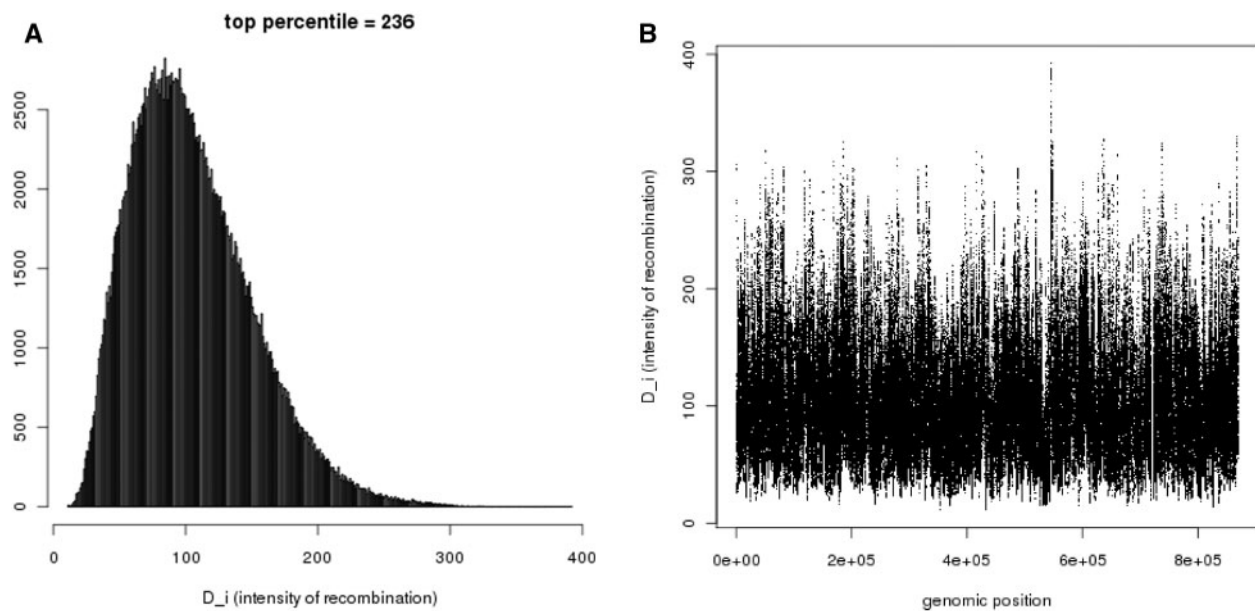 A
top percentile = 236
2500
2000
1500
1000
500
0
0 100 200 300 400
D_i (intensity of recombination)
B
400
300
200
100
0
D_i (intensity of recombination)
0e+00 2e+05 4e+05 6e+05 8e+05
genomic position